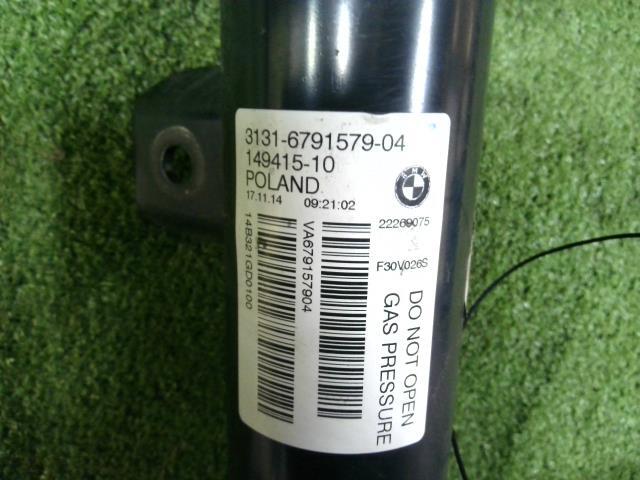 3131-6791579-04
149415-10
POLAND
17.11.14 09:21:02
BMW
22269075
F30V026S
14B321GD0100
VA679157904
DO NOT OPEN
GAS PRESSURE